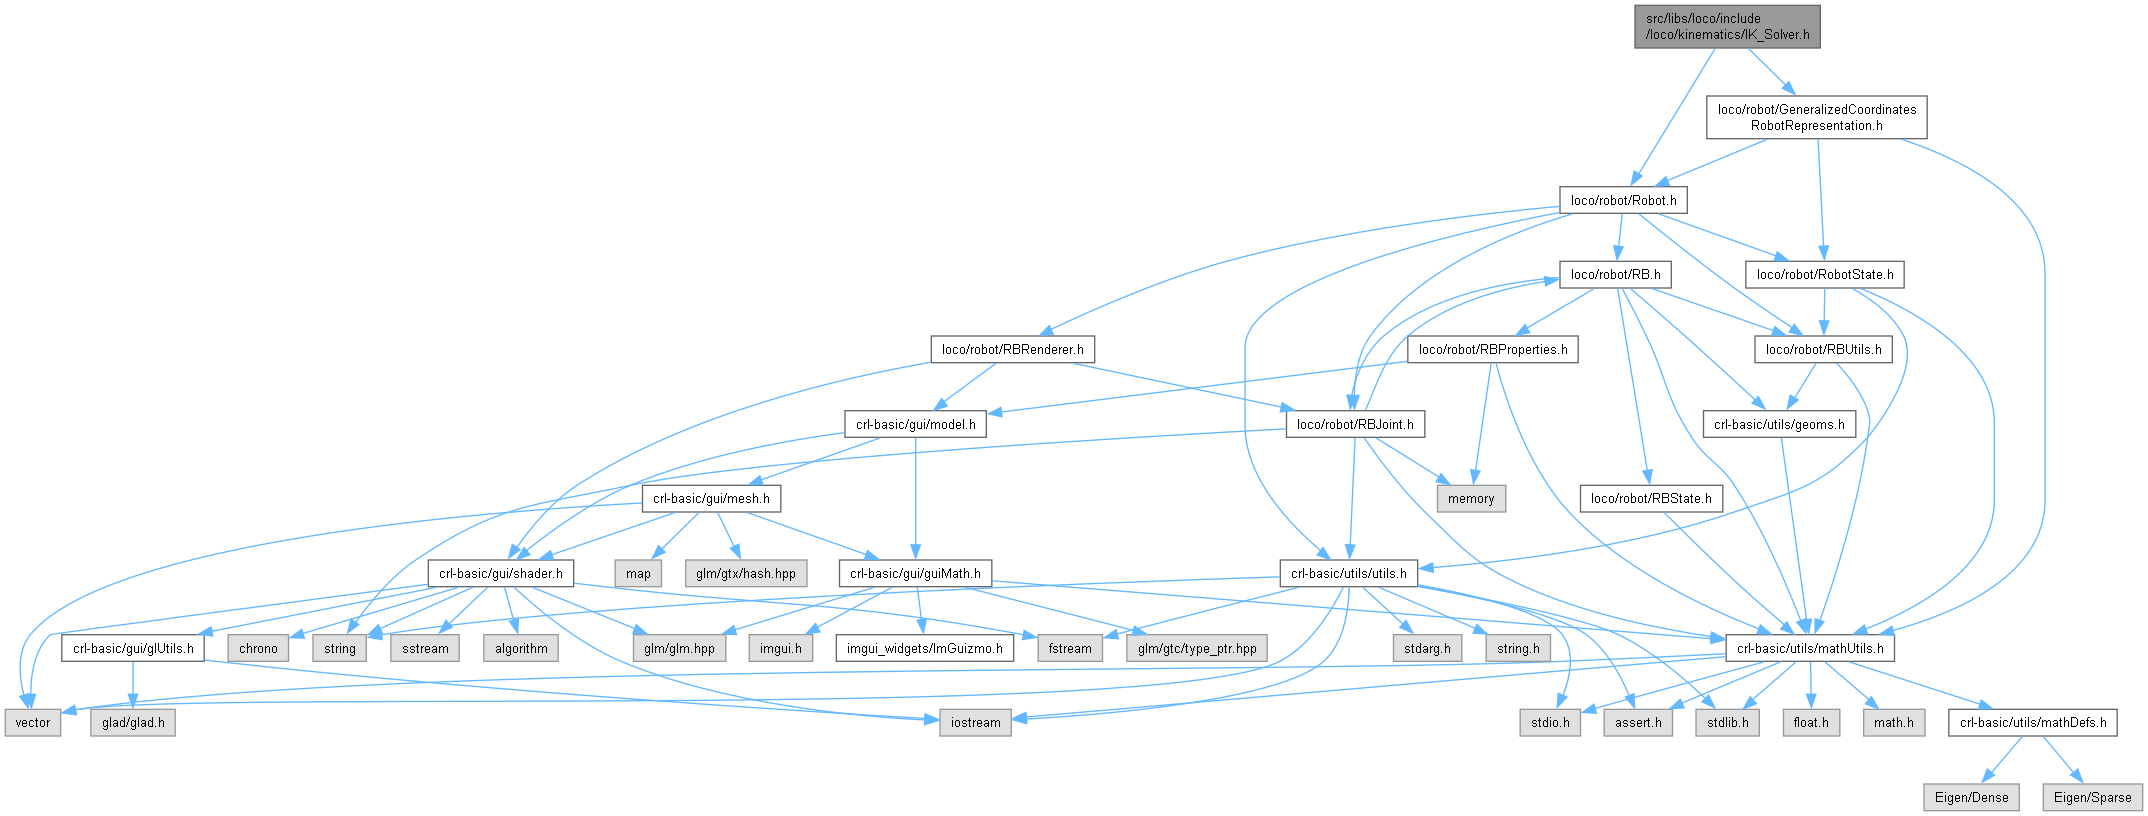 src/libs/loco/include
/loco/kinematics/IK_Solver.h
loco/robot/GeneralizedCoordinates
RobotRepresentation.h
loco/robot/Robot.h
loco/robot/RB.h
loco/robot/RobotState.h
loco/robot/RBRenderer.h
loco/robot/RBProperties.h
loco/robot/RBUtils.h
crl-basic/gui/model.h
loco/robot/RBJoint.h
crl-basic/utils/geoms.h
crl-basic/gui/mesh.h
memory
loco/robot/RBState.h
crl-basic/gui/shader.h
map
glm/gtx/hash.hpp
crl-basic/gui/guiMath.h
crl-basic/utils/utils.h
crl-basic/gui/glUtils.h
chrono
string
sstream
algorithm
glm/glm.hpp
imgui.h
imgui_widgets/ImGuizmo.h
fstream
glm/gtc/type_ptr.hpp
stdarg.h
string.h
crl-basic/utils/mathUtils.h
vector
glad/glad.h
iostream
stdio.h
assert.h
stdlib.h
float.h
math.h
crl-basic/utils/mathDefs.h
Eigen/Dense
Eigen/Sparse